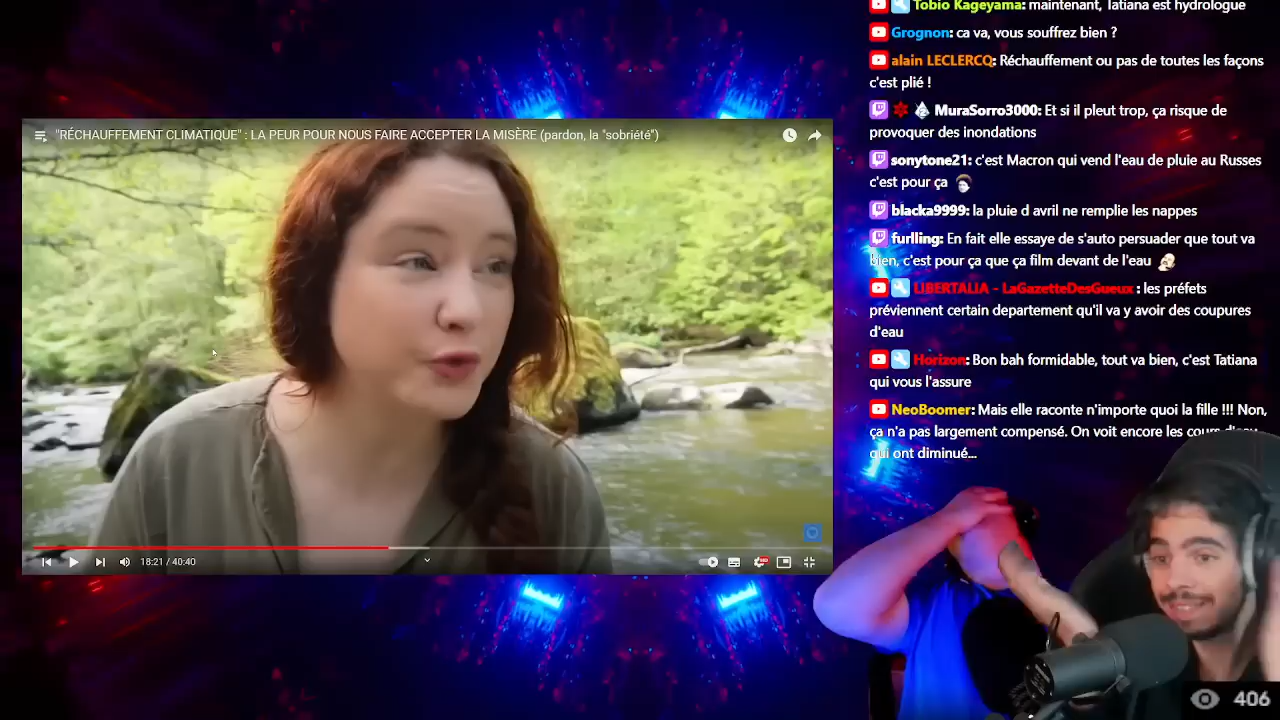 "RÉCHAUFFEMENT CLIMATIQUE" : LA PEUR POUR NOUS FAIRE ACCEPTER LA MISÈRE (pardon, la "sobriété")
18:21 / 40:40
Tobio Kageyama: maintenant, Tatiana est hydrologue
Grognon: ca va, vous souffrez bien ?
alain LECLERCQ: Réchauffement ou pas de toutes les façons
c'est plié !
MuraSorro3000: Et si il pleut trop, ça risque de
provoquer des inondations
sonytone21: c'est Macron qui vend l'eau de pluie au Russes
c'est pour ça
blacka9999: la pluie d avril ne remplie les nappes
furlling: En fait elle essaye de s'auto persuader que tout va
bien, c'est pour ça que ça film devant de l'eau
LIBERTALIA - LaGazetteDesGueux : les préfets
préviennent certain departement qu'il va y avoir des coupures
d'eau
Horizon: Bon bah formidable, tout va bien, c'est Tatiana
qui vous l'assure
NeoBoomer: Mais elle raconte n'importe quoi la fille !!! Non,
ça n'a pas largement compensé. On voit encore les cours d'eau
qui ont diminué...
406